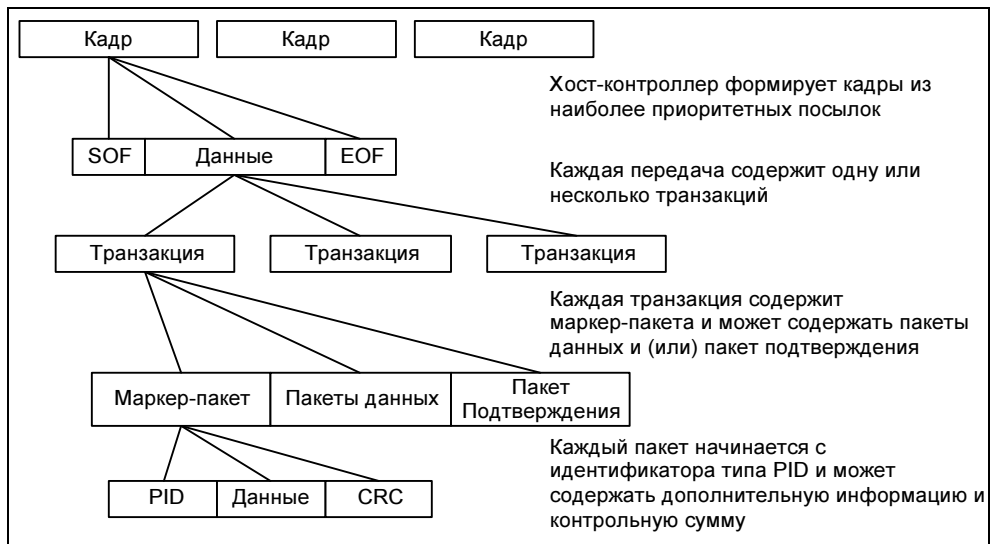 Кадр
Кадр
Кадр
Хост-контроллер формирует кадры из
наиболее приоритетных посылок
SOF
Данные
EOF
Каждая передача содержит одну или
несколько транзакций
Транзакция
Транзакция
Транзакция
Каждая транзакция содержит
маркер-пакета и может содержать пакеты
данных и (или) пакет подтверждения
Маркер-пакет
Пакеты данных
Пакет
Подтверждения
Каждый пакет начинается с
идентификатора типа PID и может
содержать дополнительную информацию и
контрольную сумму
PID
Данные
CRC